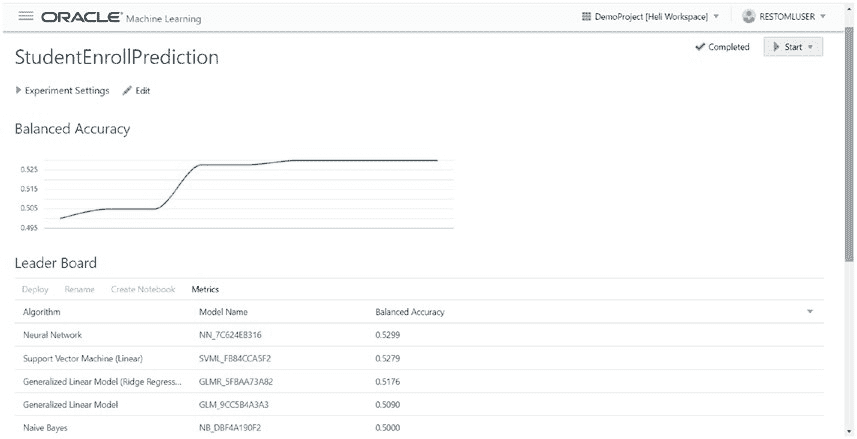 ORACLE® Machine Learning DemoProject [Heli Workspace] RESTOMLUSER
StudentEnrollPrediction Completed Start
Experiment Settings Edit
Balanced Accuracy
0.525
0.515
0.505
0.495
Leader Board
Deploy Rename Create Notebook Metrics
Algorithm Model Name Balanced Accuracy
Neural Network NN_7C624E8316 0.5299
Support Vector Machine (Linear) SVML_FB84CCA5F2 0.5279
Generalized Linear Model (Ridge Regress... GLMR_5F8AA73A82 0.5176
Generalized Linear Model GLM_9CC5B4A3A3 0.5090
Naive Bayes NB_DBF4A190F2 0.5000